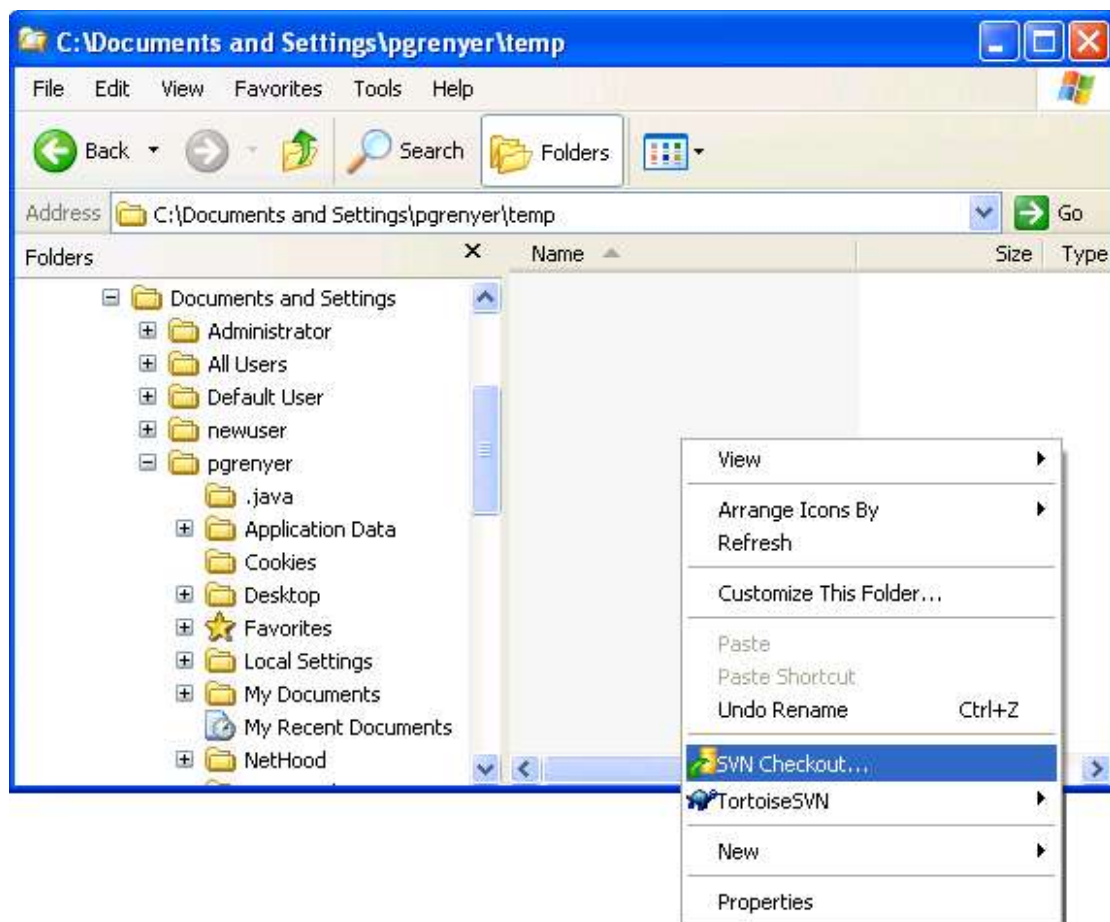 C:\Documents and Settings\pgrenyer\temp
File Edit View Favorites Tools Help
Back Search Folders
Address C:\Documents and Settings\pgrenyer\temp Go
Folders Name Size Type
Documents and Settings
Administrator
All Users
Default User
newuser
pgrenyer
.java
Application Data
Cookies
Desktop
Favorites
Local Settings
My Documents
My Recent Documents
NetHood
View
Arrange Icons By
Refresh
Customize This Folder...
Paste
Paste Shortcut
Undo Rename Ctrl+Z
SVN Checkout...
TortoiseSVN
New
Properties